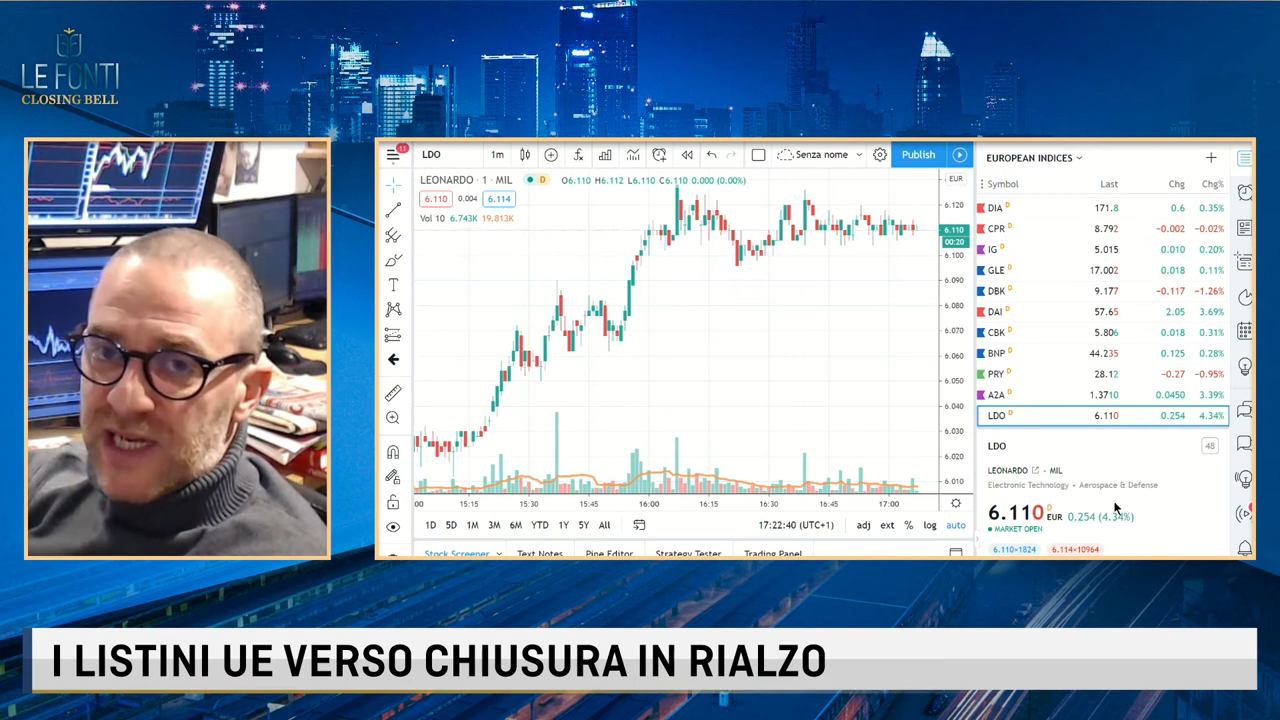 LE FONTI
CLOSING BELL
11
LDO
1m
Senza nome
Publish
LEONARDO · 1 · MIL
D
O6.110 H6.112 L6.110 C6.110 0.000 (0.00%)
6.110
0.004
6.114
Vol 10 6.743K 19.813K
EUR
6.120
6.110
00:20
6.100
6.090
6.080
6.070
6.060
6.050
6.040
6.030
6.020
6.010
:00
15:15
15:30
15:45
16:00
16:15
16:30
16:45
17:00
1D 5D 1M 3M 6M YTD 1Y 5Y All
17:22:40 (UTC+1)
adj ext % log auto
Stock Screener
Text Notes
Pine Editor
Strategy Tester
Trading Panel
EUROPEAN INDICES
Symbol Last Chg Chg%
DIA D 171.8 0.6 0.35%
CPR D 8.792 −0.002 −0.02%
IG D 5.015 0.010 0.20%
GLE D 17.002 0.018 0.11%
DBK D 9.177 −0.117 −1.26%
DAI D 57.65 2.05 3.69%
CBK D 5.806 0.018 0.31%
BNP D 44.235 0.125 0.28%
PRY D 28.12 −0.27 −0.95%
A2A D 1.3710 0.0450 3.39%
LDO D 6.110 0.254 4.34%
LDO
48
LEONARDO · MIL
Electronic Technology • Aerospace & Defense
6.110 D EUR 0.254 (4.34%)
MARKET OPEN
6.110×1824
6.114×10964
I LISTINI UE VERSO CHIUSURA IN RIALZO